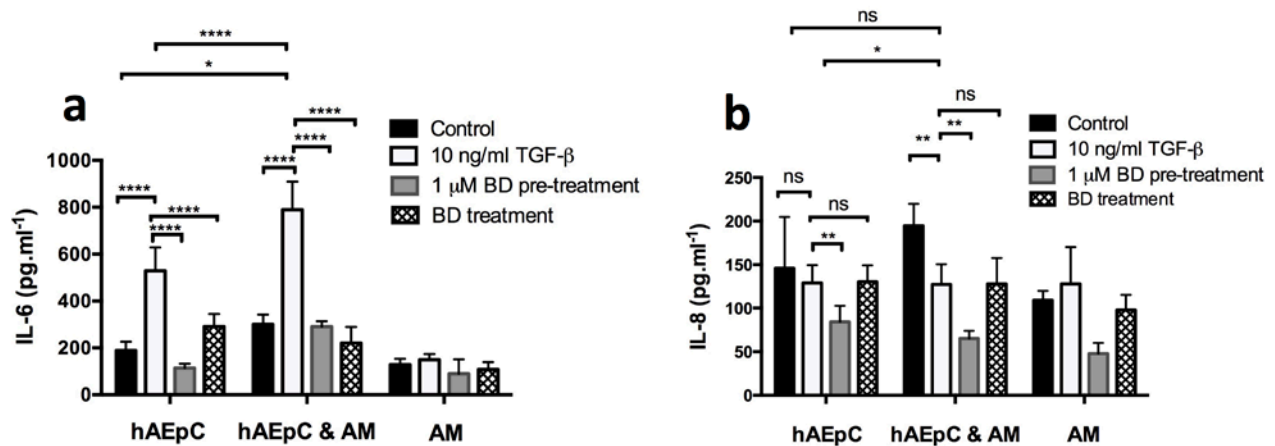 a
****
*
****
****
****
****
****
****
Control
10 ng/ml TGF-β
1 μM BD pre-treatment
BD treatment
IL-6 (pg.ml⁻¹)
1000
800
600
400
200
0
hAEpC
hAEpC & AM
AM
b
ns
*
ns
**
**
ns
ns
**
Control
10 ng/ml TGF-β
1 μM BD pre-treatment
BD treatment
IL-8 (pg.ml⁻¹)
250
200
150
100
50
0
hAEpC
hAEpC & AM
AM